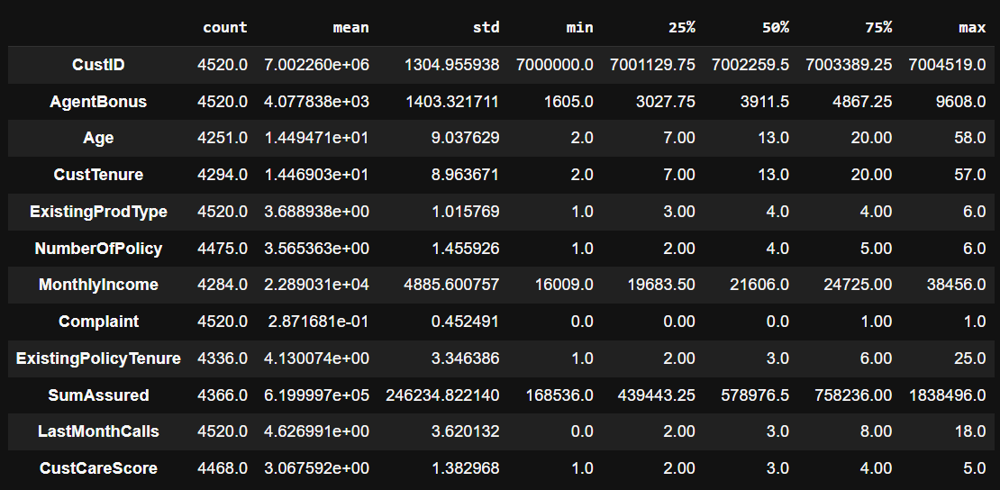 count mean std min 25% 50% 75% max
CustID 4520.0 7.002260e+06 1304.955938 7000000.0 7001129.75 7002259.5 7003389.25 7004519.0
AgentBonus 4520.0 4.077838e+03 1403.321711 1605.0 3027.75 3911.5 4867.25 9608.0
Age 4251.0 1.449471e+01 9.037629 2.0 7.00 13.0 20.00 58.0
CustTenure 4294.0 1.446903e+01 8.963671 2.0 7.00 13.0 20.00 57.0
ExistingProdType 4520.0 3.688938e+00 1.015769 1.0 3.00 4.0 4.00 6.0
NumberOfPolicy 4475.0 3.565363e+00 1.455926 1.0 2.00 4.0 5.00 6.0
MonthlyIncome 4284.0 2.289031e+04 4885.600757 16009.0 19683.50 21606.0 24725.00 38456.0
Complaint 4520.0 2.871681e-01 0.452491 0.0 0.00 0.0 1.00 1.0
ExistingPolicyTenure 4336.0 4.130074e+00 3.346386 1.0 2.00 3.0 6.00 25.0
SumAssured 4366.0 6.199997e+05 246234.822140 168536.0 439443.25 578976.5 758236.00 1838496.0
LastMonthCalls 4520.0 4.626991e+00 3.620132 0.0 2.00 3.0 8.00 18.0
CustCareScore 4468.0 3.067592e+00 1.382968 1.0 2.00 3.0 4.00 5.0